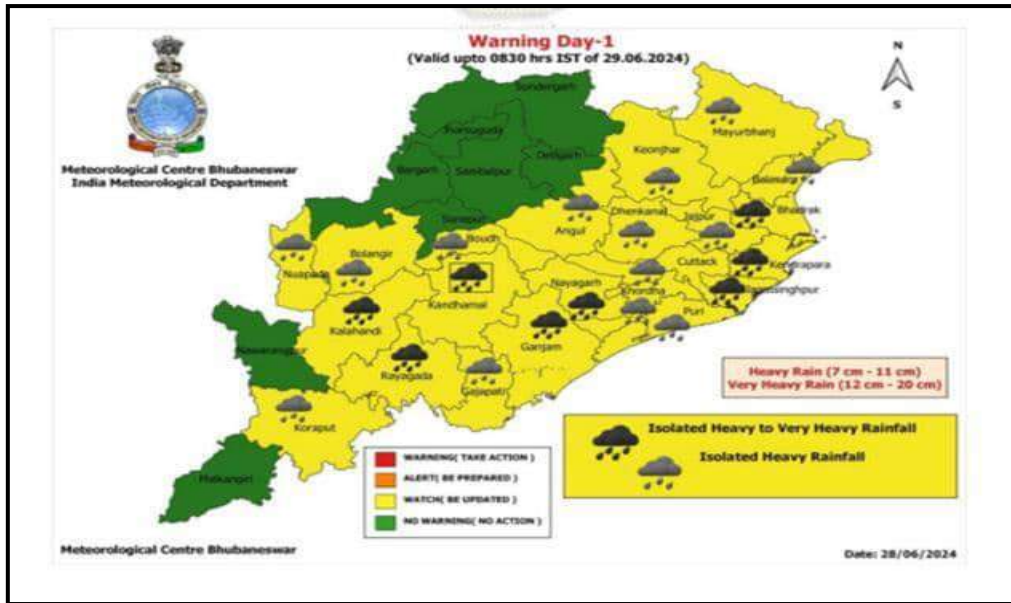 Warning Day-1
(Valid upto 0830 hrs IST of 29.06.2024)
N
S
Meteorological Centre Bhubaneswar
India Meteorological Department
Sundergarh
Jharsuguda
Deogarh
Bargarh
Sambalpur
Sonepur
Mayurbhanj
Keonjhar
Balasore
Bhadrak
Dhenkanal
Jajpur
Angul
Boudh
Bolangir
Nuapada
Cuttack
Kendrapara
Jagatsinghpur
Nayagarh
Khordha
Puri
Kandhamal
Kalahandi
Ganjam
Nawarangpur
Rayagada
Gajapati
Koraput
Malkangiri
Heavy Rain (7 cm - 11 cm)
Very Heavy Rain (12 cm - 20 cm)
Isolated Heavy to Very Heavy Rainfall
Isolated Heavy Rainfall
WARNING( TAKE ACTION )
ALERT( BE PREPARED )
WATCH( BE UPDATED )
NO WARNING( NO ACTION )
Meteorological Centre Bhubaneswar
Date: 28/06/2024